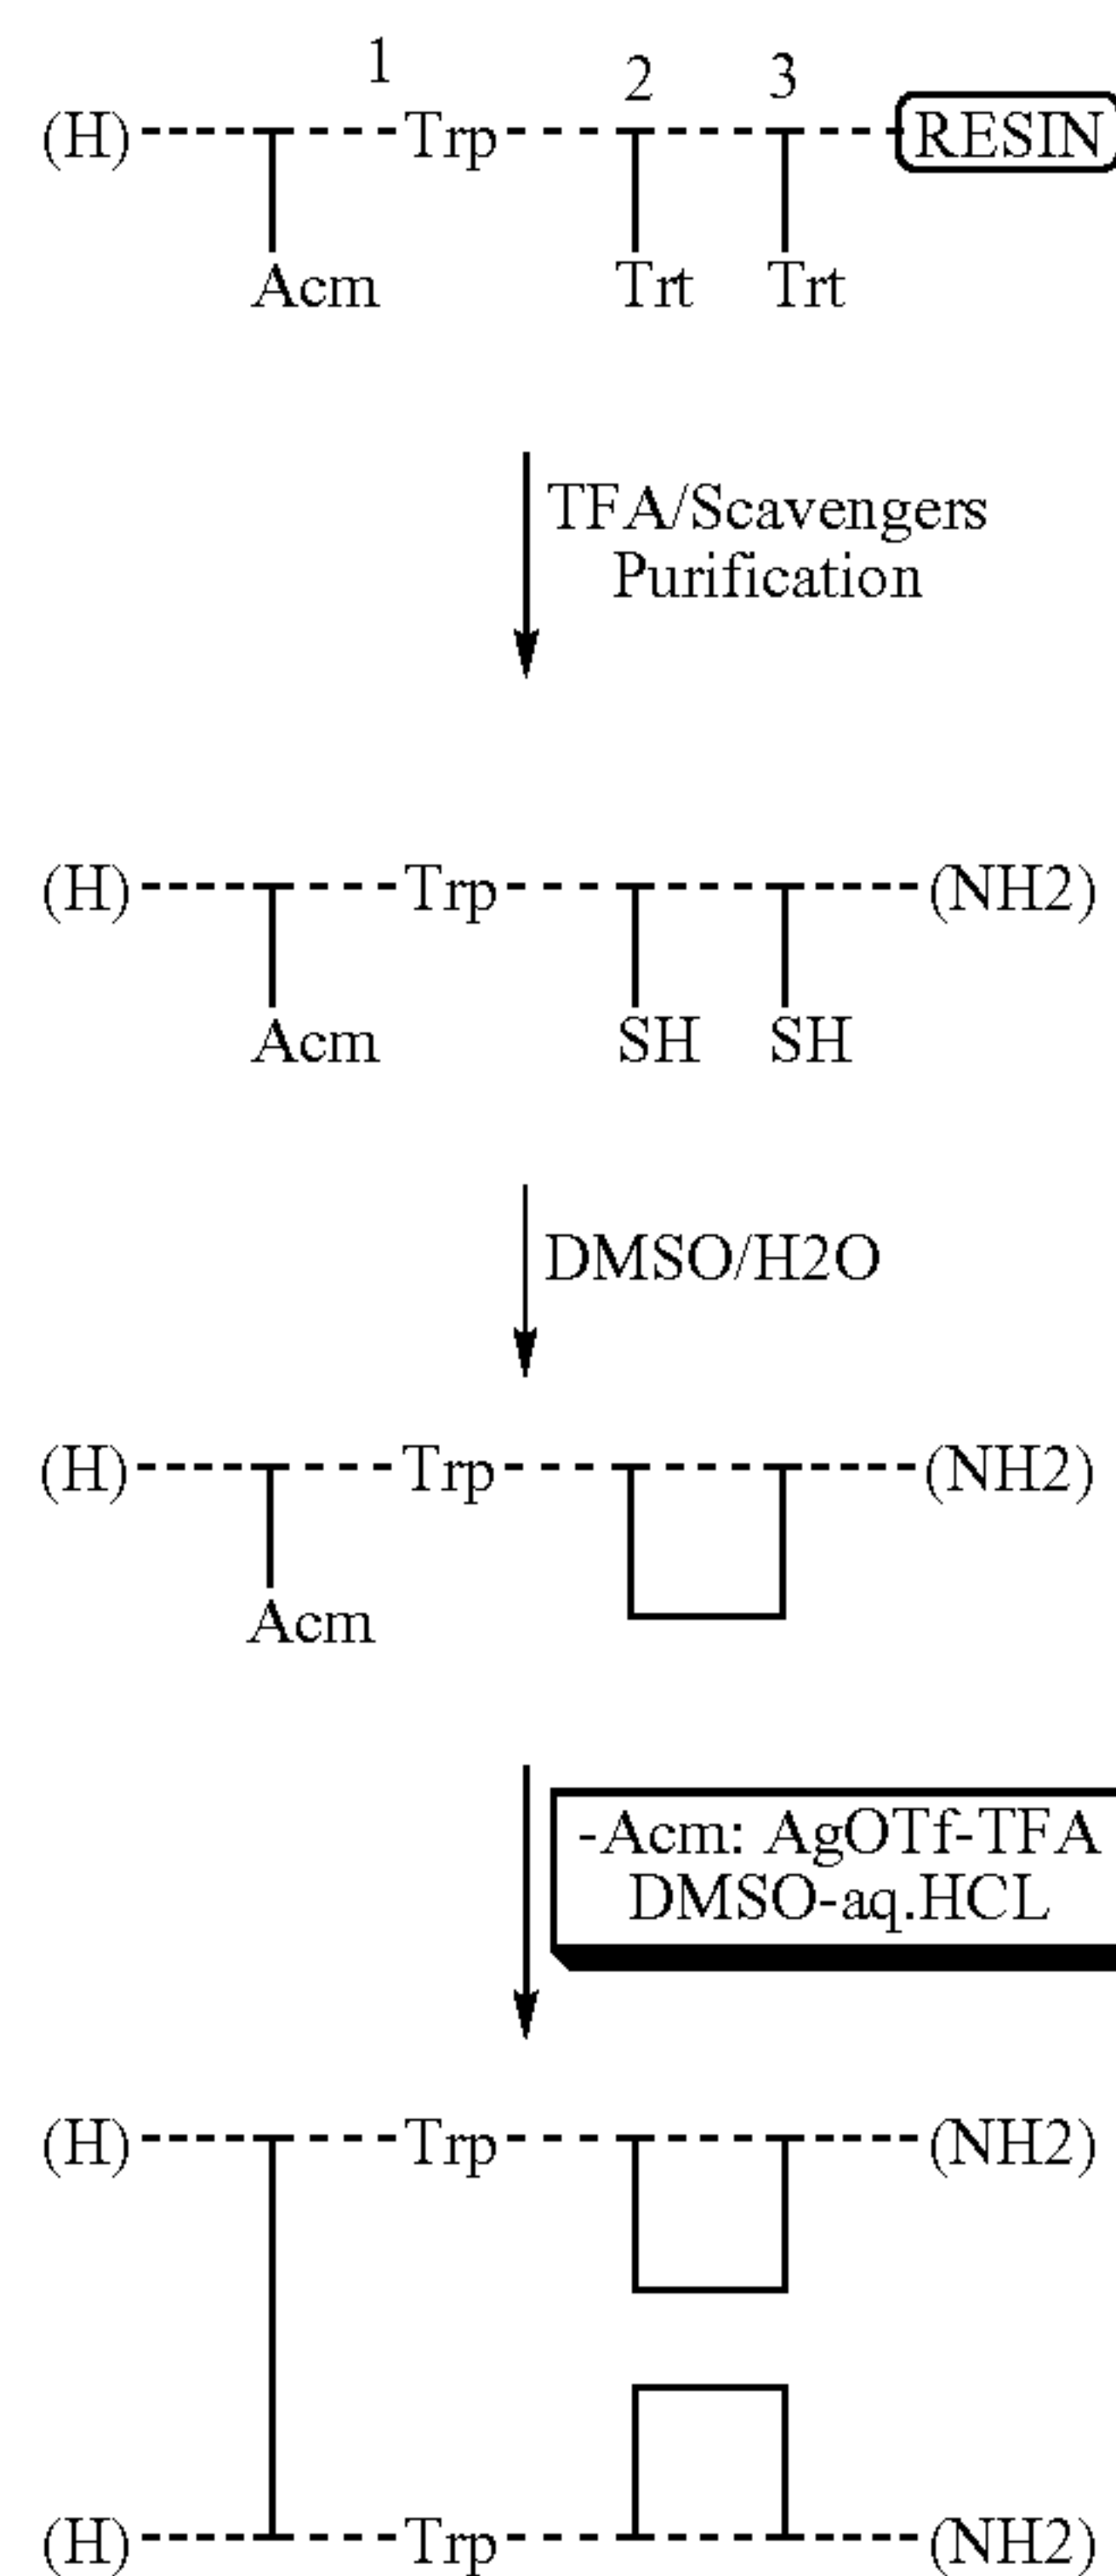 1 2 3
(H) Trp RESIN
Acm Trt Trt
TFA/Scavengers
Purification
(H) Trp (NH2)
Acm SH SH
DMSO/H2O
(H) Trp (NH2)
Acm
-Acm: AgOTf-TFA
DMSO-aq.HCL
(H) Trp (NH2)
(H) Trp (NH2)